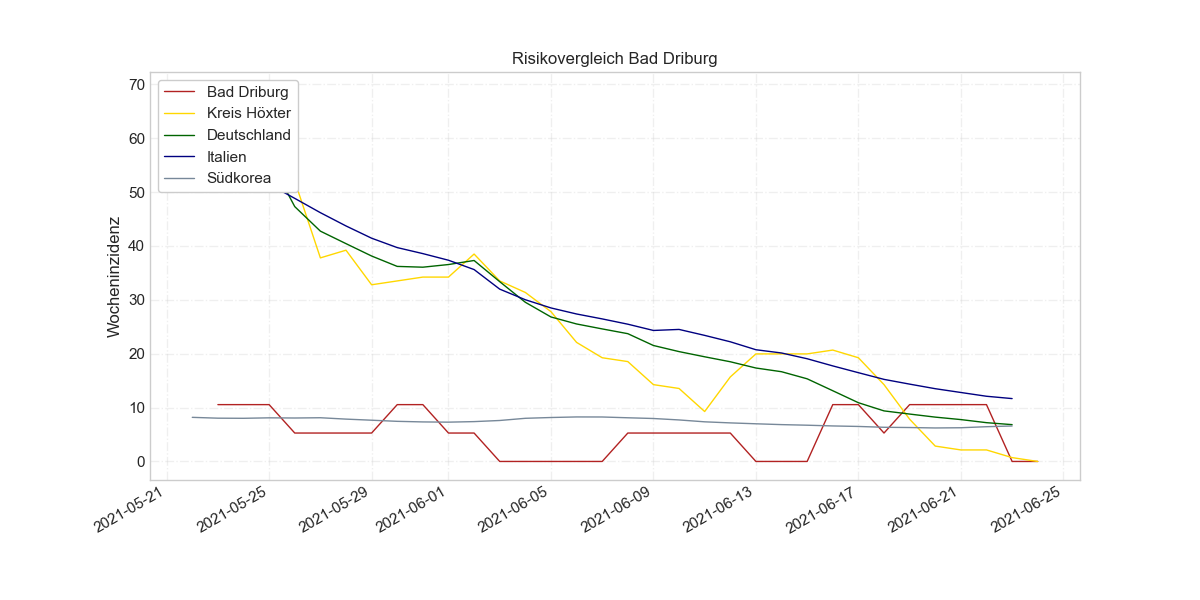 Risikovergleich Bad Driburg
70
60
50
40
30
20
10
0
Wocheninzidenz
Bad Driburg
Kreis Höxter
Deutschland
Italien
Südkorea
2021-05-21
2021-05-25
2021-05-29
2021-06-01
2021-06-05
2021-06-09
2021-06-13
2021-06-17
2021-06-21
2021-06-25